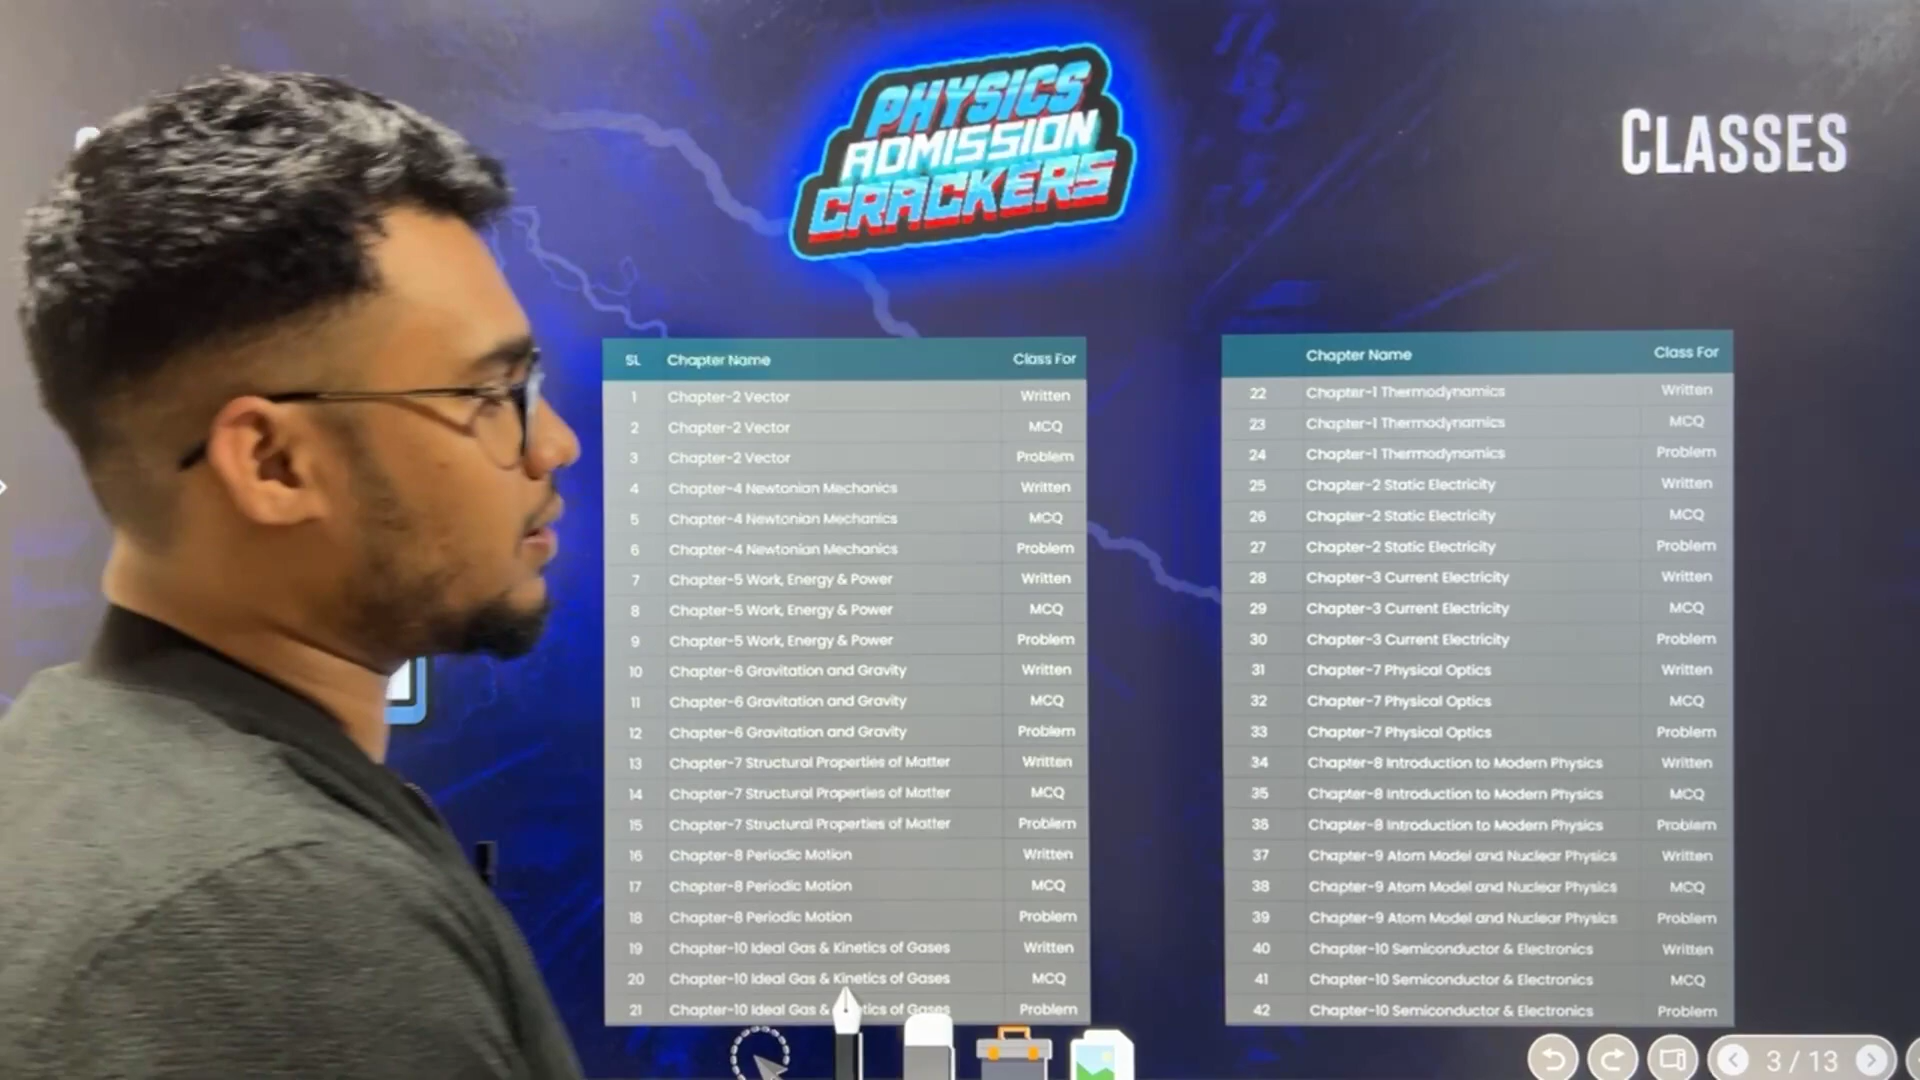 PHYSICS
ADMISSION
CRACKERS
CLASSES
SL Chapter Name Class For
1 Chapter-2 Vector Written
2 Chapter-2 Vector MCQ
3 Chapter-2 Vector Problem
4 Chapter-4 Newtonian Mechanics Written
5 Chapter-4 Newtonian Mechanics MCQ
6 Chapter-4 Newtonian Mechanics Problem
7 Chapter-5 Work, Energy & Power Written
8 Chapter-5 Work, Energy & Power MCQ
9 Chapter-5 Work, Energy & Power Problem
10 Chapter-6 Gravitation and Gravity Written
11 Chapter-6 Gravitation and Gravity MCQ
12 Chapter-6 Gravitation and Gravity Problem
13 Chapter-7 Structural Properties of Matter Written
14 Chapter-7 Structural Properties of Matter MCQ
15 Chapter-7 Structural Properties of Matter Problem
16 Chapter-8 Periodic Motion Written
17 Chapter-8 Periodic Motion MCQ
18 Chapter-8 Periodic Motion Problem
19 Chapter-10 Ideal Gas & Kinetics of Gases Written
20 Chapter-10 Ideal Gas & Kinetics of Gases MCQ
21 Chapter-10 Ideal Gas & of Gases Problem
Chapter Name Class For
22 Chapter-1 Thermodynamics Written
23 Chapter-1 Thermodynamics MCQ
24 Chapter-1 Thermodynamics Problem
25 Chapter-2 Static Electricity Written
26 Chapter-2 Static Electricity MCQ
27 Chapter-2 Static Electricity Problem
28 Chapter-3 Current Electricity Written
29 Chapter-3 Current Electricity MCQ
30 Chapter-3 Current Electricity Problem
31 Chapter-7 Physical Optics Written
32 Chapter-7 Physical Optics MCQ
33 Chapter-7 Physical Optics Problem
34 Chapter-8 Introduction to Modern Physics Written
35 Chapter-8 Introduction to Modern Physics MCQ
36 Chapter-8 Introduction to Modern Physics Problem
37 Chapter-9 Atom Model and Nuclear Physics Written
38 Chapter-9 Atom Model and Nuclear Physics MCQ
39 Chapter-9 Atom Model and Nuclear Physics Problem
40 Chapter-10 Semiconductor & Electronics Written
41 Chapter-10 Semiconductor & Electronics MCQ
42 Chapter-10 Semiconductor & Electronics Problem
3 / 13